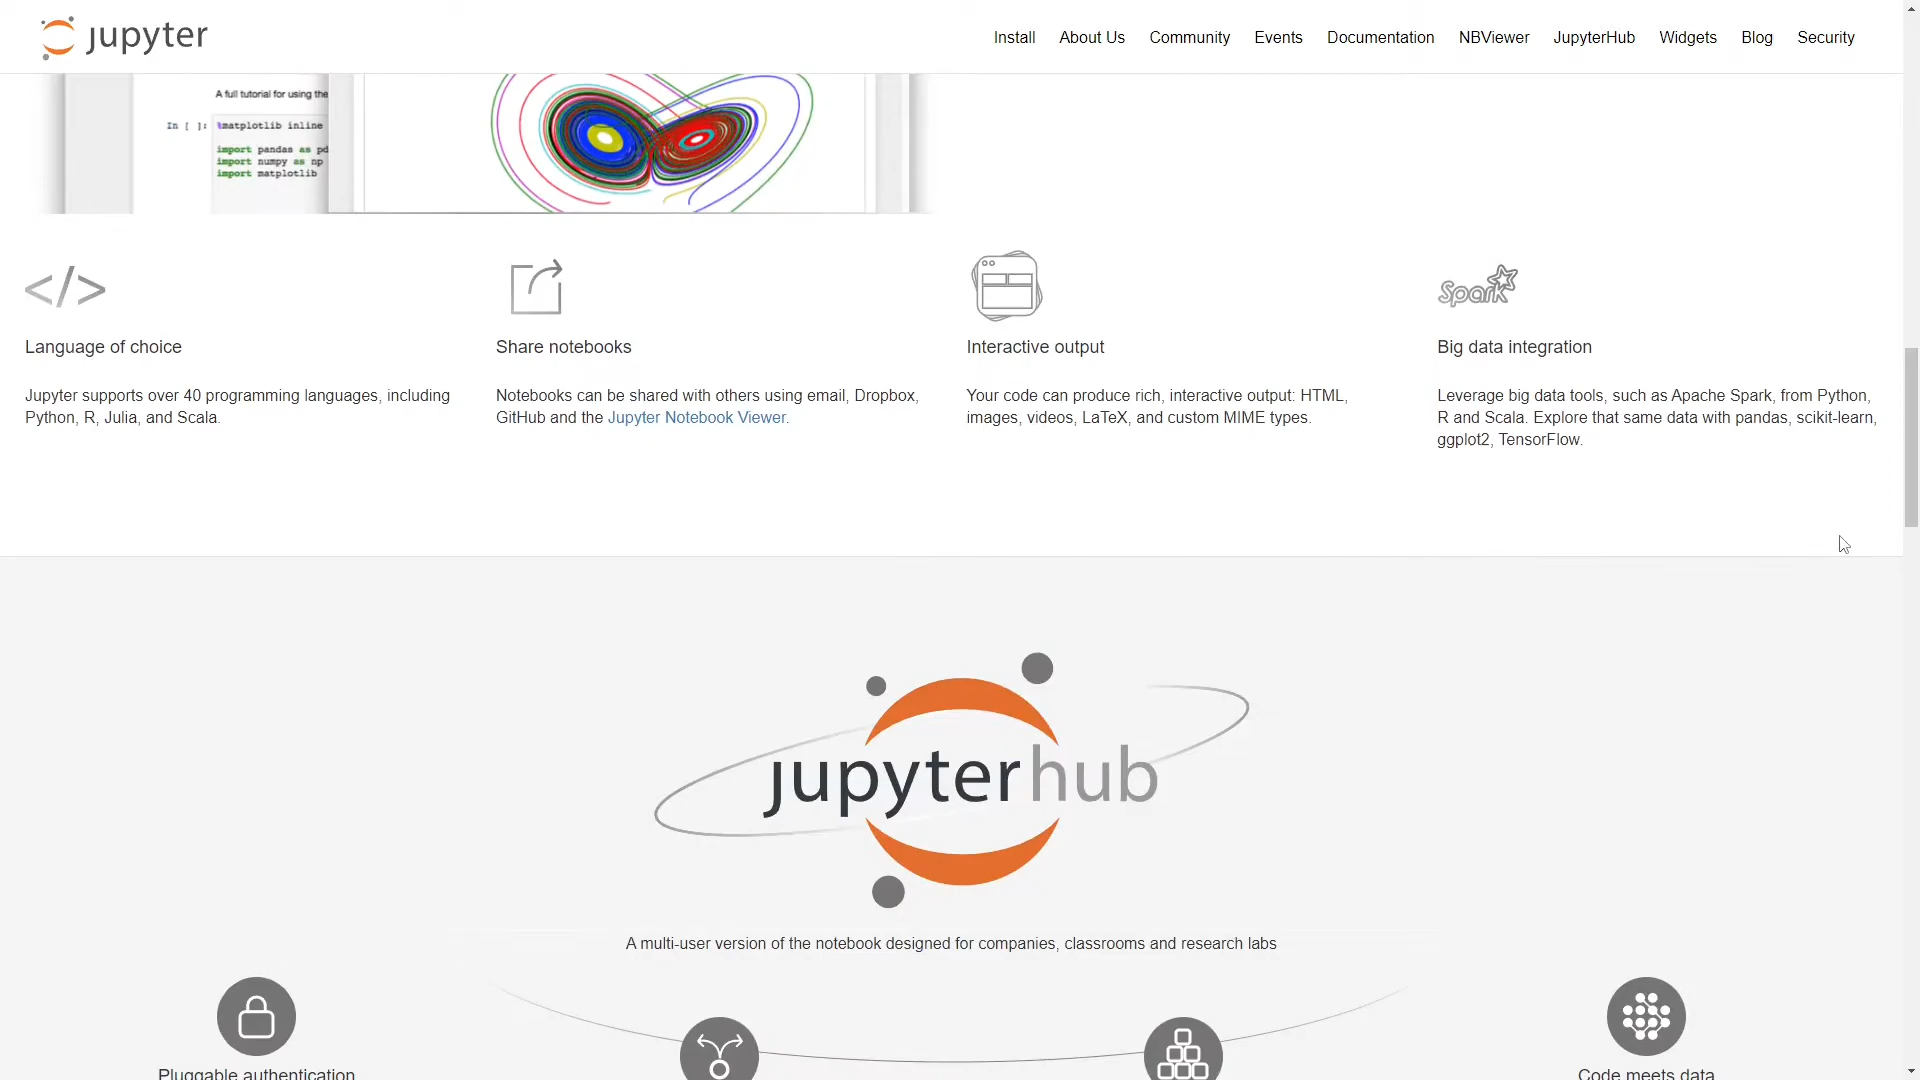 jupyter
Install About Us Community Events Documentation NBViewer JupyterHub Widgets Blog Security
A full tutorial for using the
In [ ]: %matplotlib inline
import pandas as pd
import numpy as np
import matplotlib
Spark
Language of choice
Jupyter supports over 40 programming languages, including
Python, R, Julia, and Scala.
Share notebooks
Notebooks can be shared with others using email, Dropbox,
GitHub and the Jupyter Notebook Viewer.
Interactive output
Your code can produce rich, interactive output: HTML,
images, videos, LaTeX, and custom MIME types.
Big data integration
Leverage big data tools, such as Apache Spark, from Python,
R and Scala. Explore that same data with pandas, scikit-learn,
ggplot2, TensorFlow.
jupyterhub
A multi-user version of the notebook designed for companies, classrooms and research labs
Pluggable authentication
Code meets data